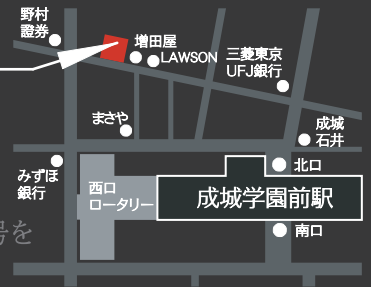 野村
證券
増田屋
LAWSON
三菱東京
UFJ銀行
まさや
成城
石井
みずほ
銀行
西口
ロータリー
北口
成城学園前駅
号を
南口